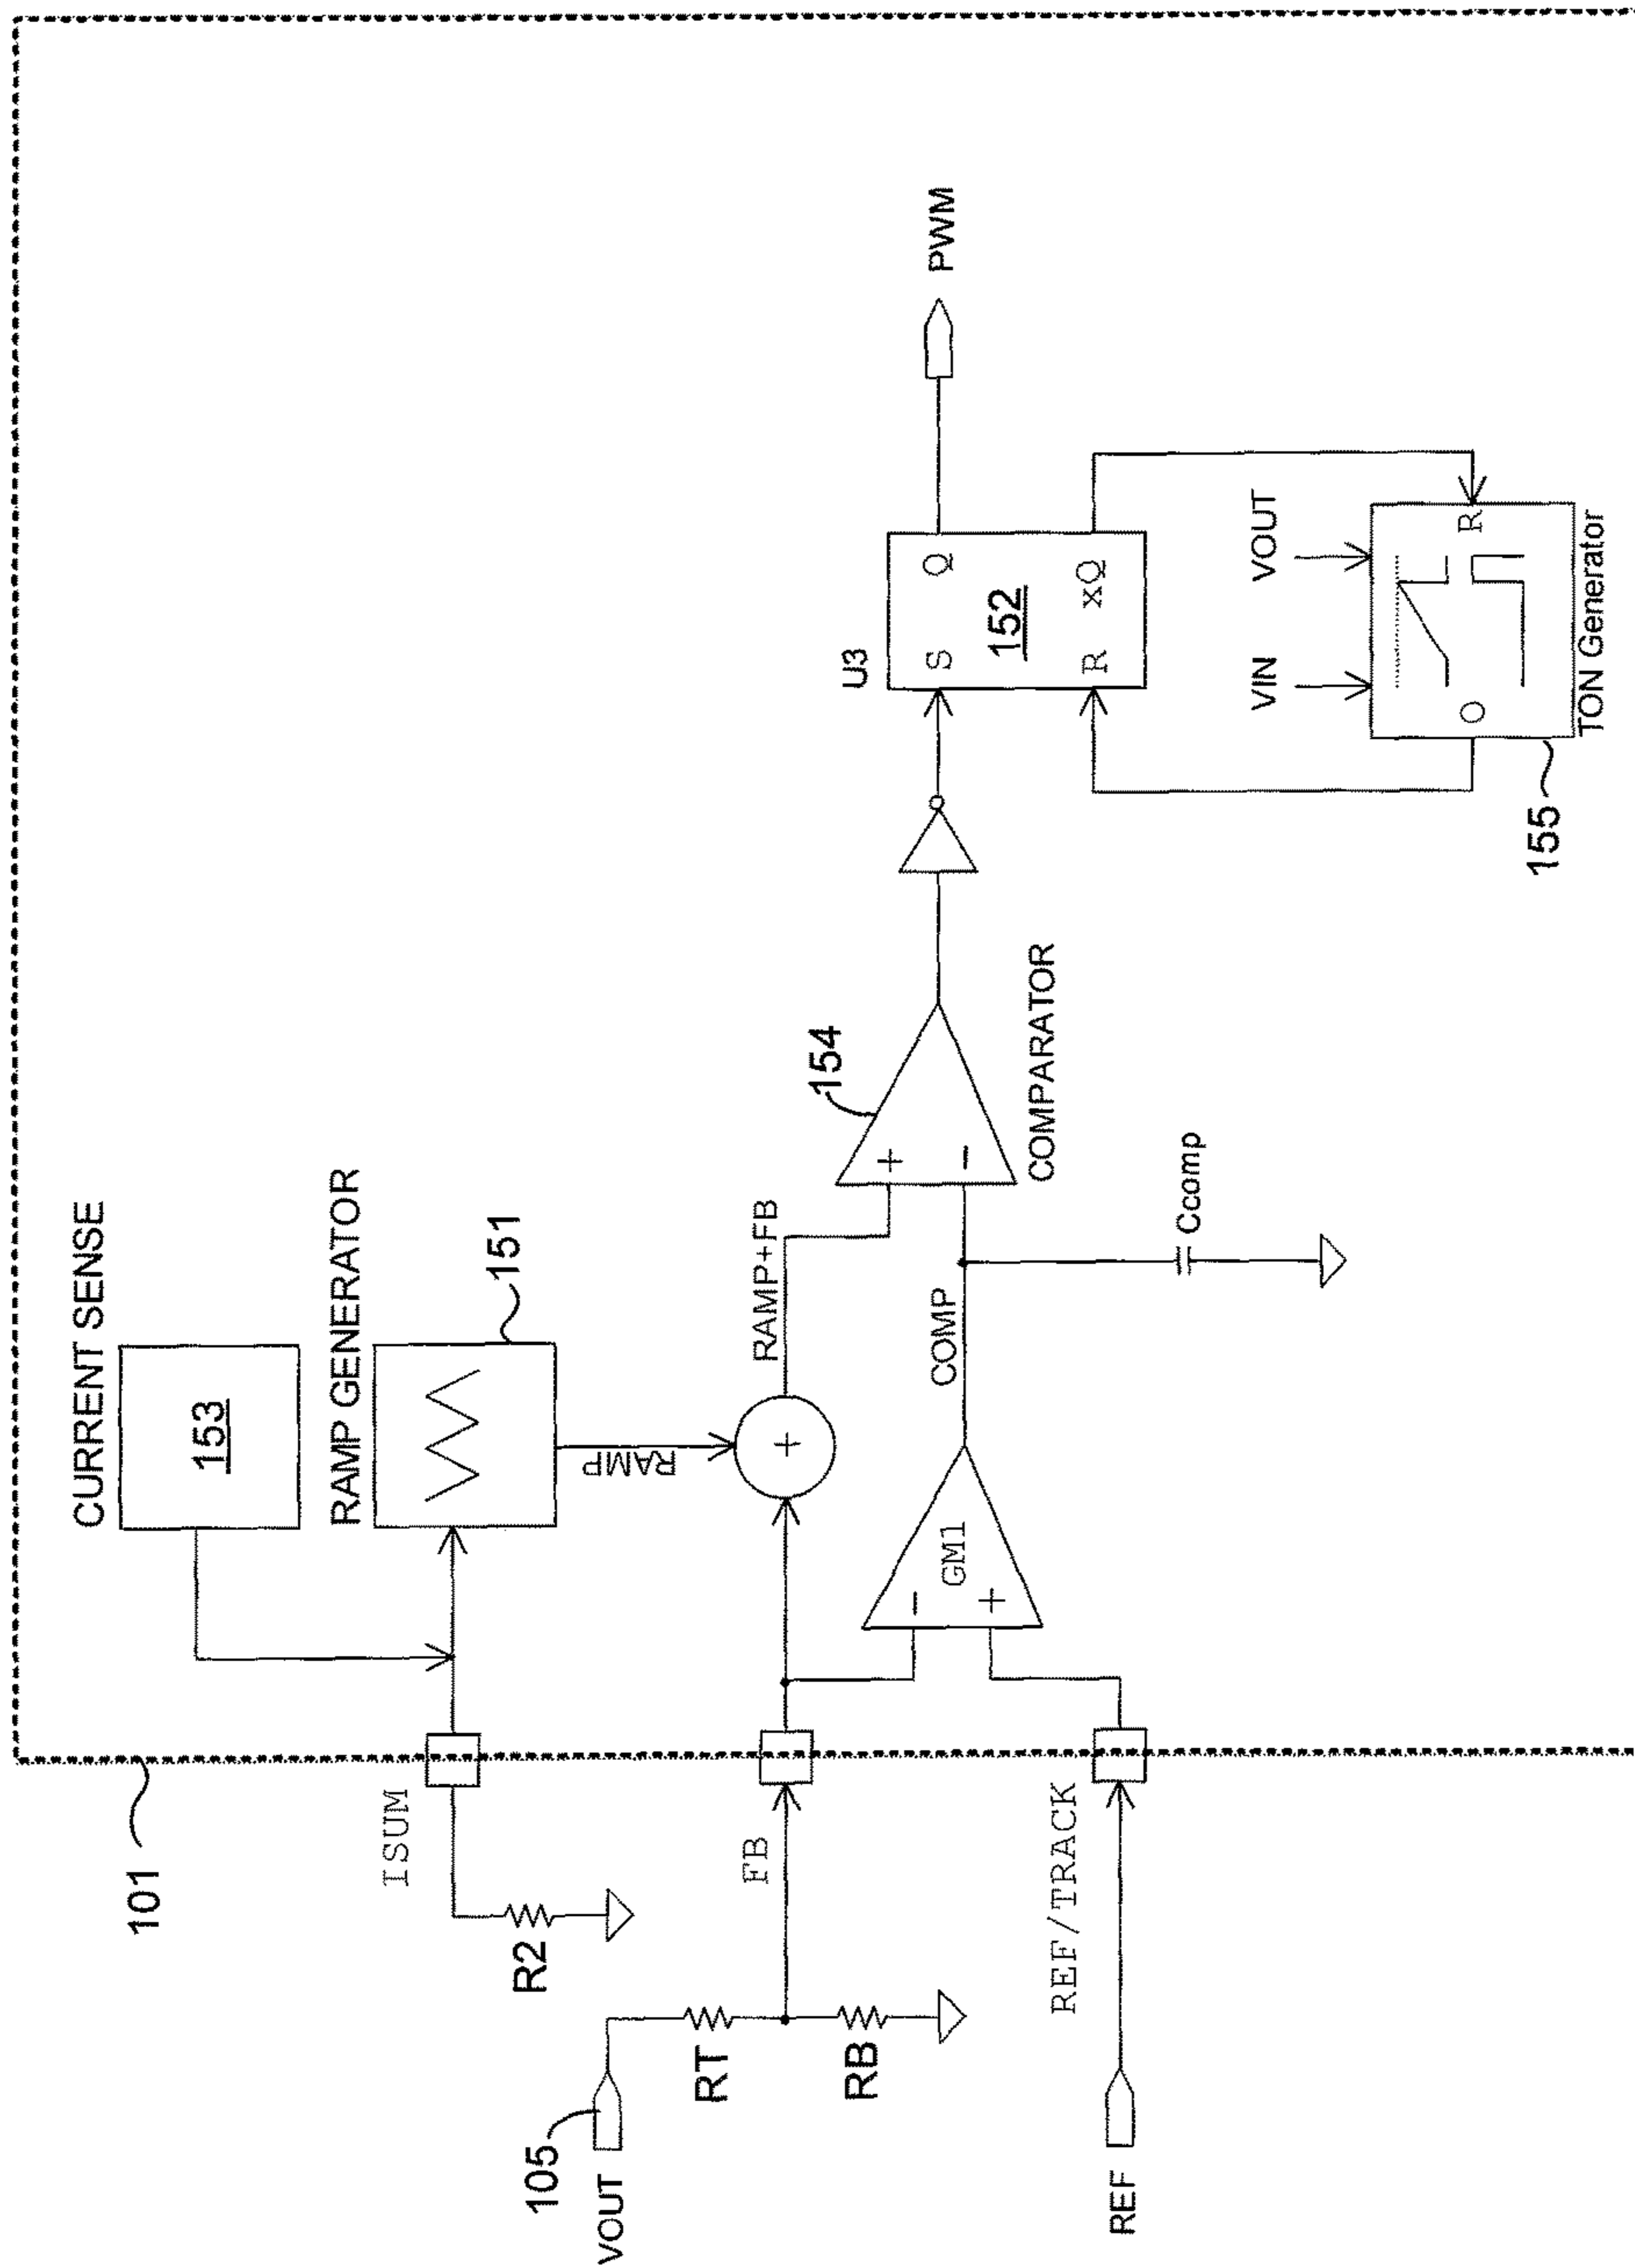 101
CURRENT SENSE
153
RAMP GENERATOR
151
ISUM
R2
RAMP
105
VOUT
RT
RB
FB
+
RAMP+FB
154
+
−
COMPARATOR
−
+
GM1
COMP
Ccomp
REF
REF/TRACK
U3
S
Q
152
R
xQ
PWM
VIN
VOUT
O
R
TON Generator
155